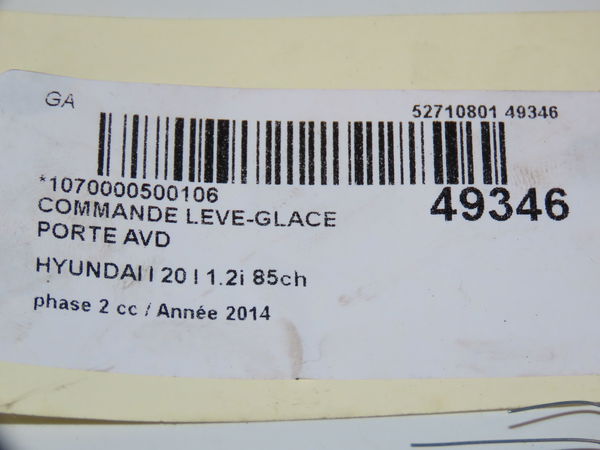 GA
52710801 49346
*1070000500106
49346
COMMANDE LEVE-GLACE
PORTE AVD
HYUNDAI I 20 I 1.2i 85ch
phase 2 cc / Année 2014